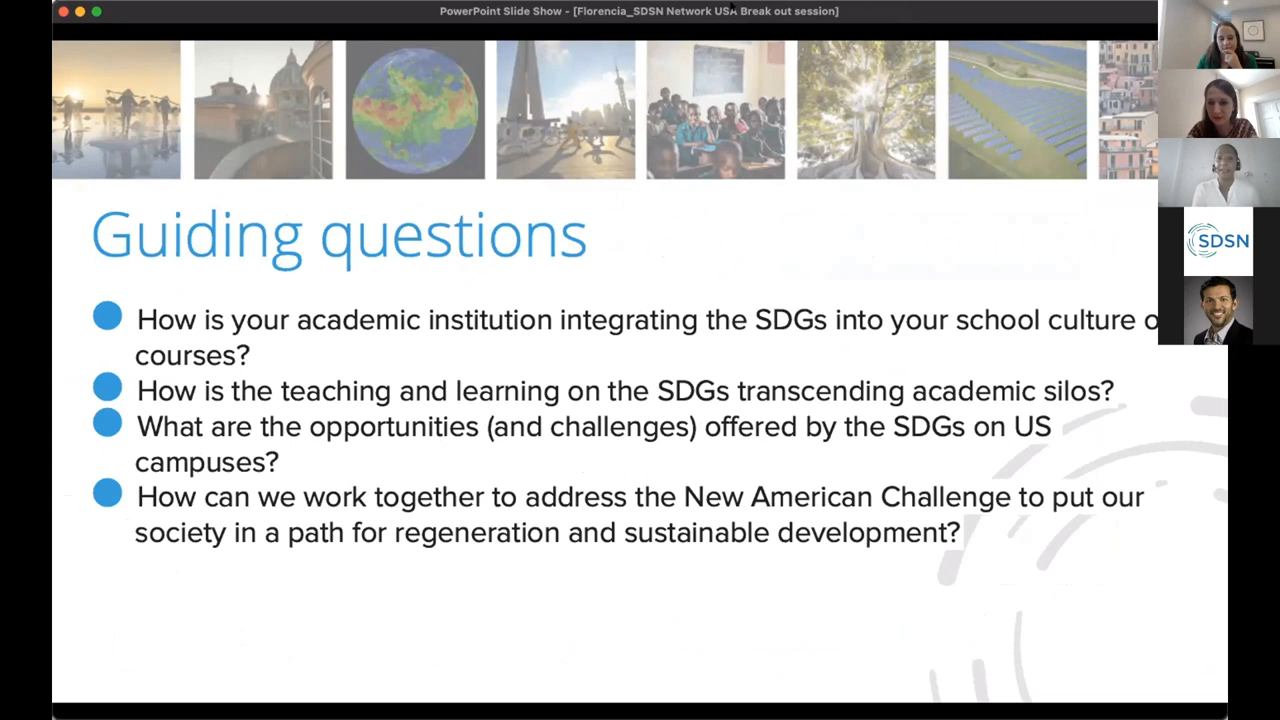 PowerPoint Slide Show - [Florencia_SDSN Network USA Break out session]
SDSN
Guiding questions
How is your academic institution integrating the SDGs into your school culture
courses?
How is the teaching and learning on the SDGs transcending academic silos?
What are the opportunities (and challenges) offered by the SDGs on US
campuses?
How can we work together to address the New American Challenge to put our
society in a path for regeneration and sustainable development?